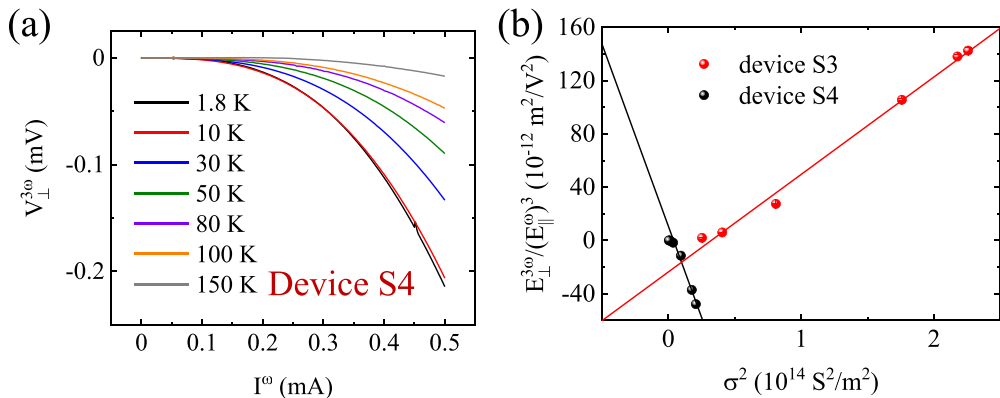 (a)
0
-0.1
-0.2
V⊥3ω (mV)
1.8 K
10 K
30 K
50 K
80 K
100 K
150 K
Device S4
0 0.1 0.2 0.3 0.4 0.5
Iω (mA)
(b)
160
120
80
40
0
-40
E⊥3ω/(E∥ω)3 (10-12 m2/V2)
device S3
device S4
0 1 2
σ2 (1014 S2/m2)